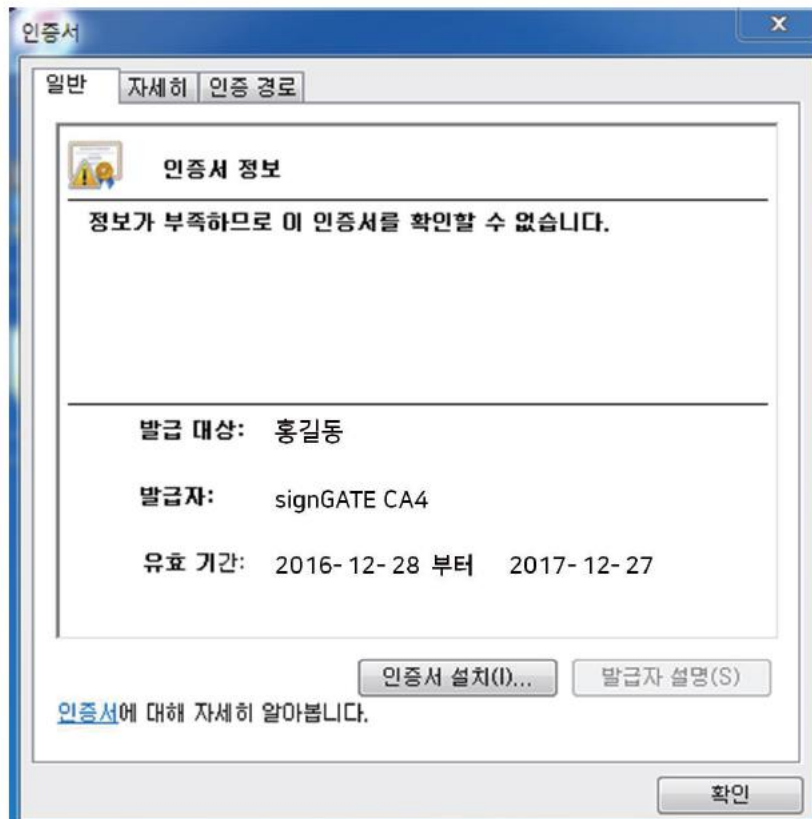 인증서
일반 자세히 인증 경로
인증서 정보
정보가 부족하므로 이 인증서를 확인할 수 없습니다.
발급 대상: 홍길동
발급자: signGATE CA4
유효 기간: 2016-12-28 부터 2017-12-27
인증서 설치(I)... 발급자 설명(S)
인증서에 대해 자세히 알아봅니다.
확인